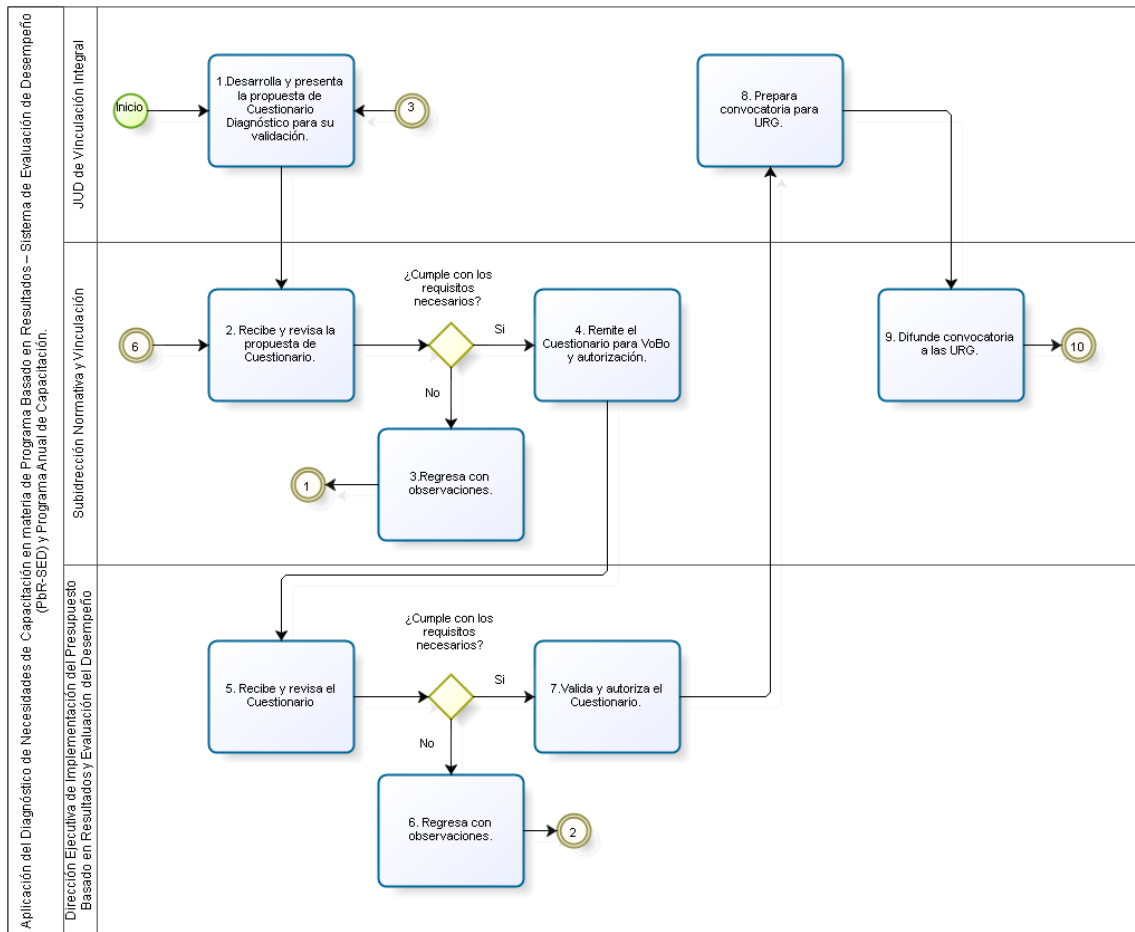 Aplicación del Diagnóstico de Necesidades de Capacitación en materia de Programa Basado en Resultados – Sistema de Evaluación de Desempeño
(PbR-SED) y Programa Anual de Capacitación.
JUD de Vinculación Integral
Inicio
1.Desarrolla y presenta
la propuesta de
Cuestionario
Diagnóstico para su
validación.
3
8. Prepara
convocatoria para
URG.
Subidrección Normativa y Vinculación
6
2. Recibe y revisa la
propuesta de
Cuestionario.
¿Cumple con los
requisitos
necesarios?
Si
No
4. Remite el
Cuestionario para VoBo
y autorización.
3.Regresa con
observaciones.
1
9. Difunde convocatoria
a las URG.
10
Dirección Ejecutiva de Implementación del Presupuesto
Basado en Resultados y Evaluación del Desempeño
5. Recibe y revisa el
Cuestionario
¿Cumple con los
requisitos
necesarios?
Si
No
7.Valida y autoriza el
Cuestionario.
6. Regresa con
observaciones.
2